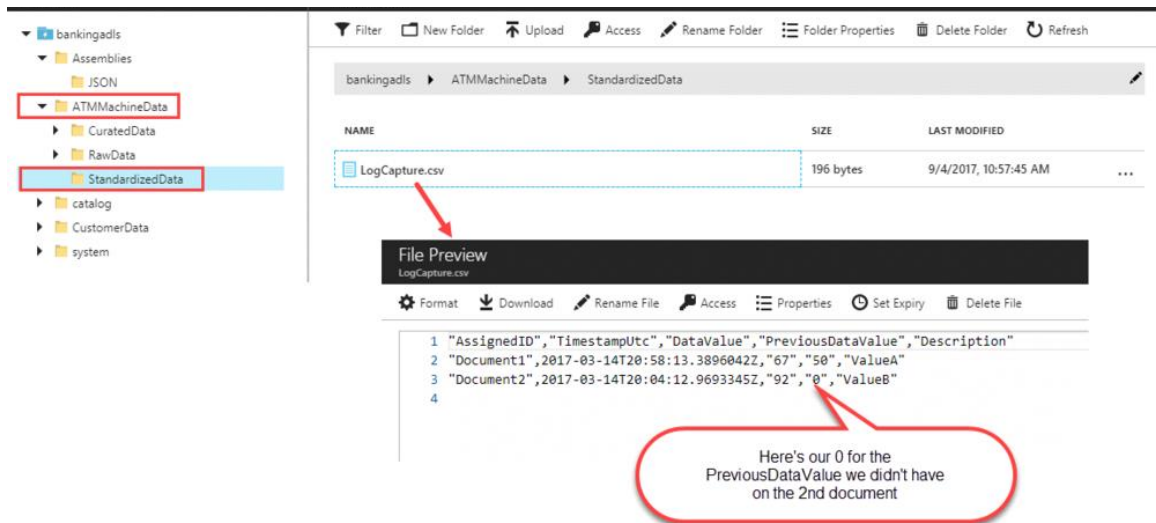 bankingadls
Assemblies
JSON
ATMMachineData
CuratedData
RawData
StandardizedData
catalog
CustomerData
system
Filter New Folder Upload Access Rename Folder Folder Properties Delete Folder Refresh
bankingadls ATMMachineData StandardizedData
NAME SIZE LAST MODIFIED
LogCapture.csv 196 bytes 9/4/2017, 10:57:45 AM ...
File Preview
LogCapture.csv
Format Download Rename File Access Properties Set Expiry Delete File
1 "AssignedID","TimestampUtc","DataValue","PreviousDataValue","Description"
2 "Document1",2017-03-14T20:58:13.3896042Z,"67","50","ValueA"
3 "Document2",2017-03-14T20:04:12.9693345Z,"92","0","ValueB"
4
Here's our 0 for the
PreviousDataValue we didn't have
on the 2nd document